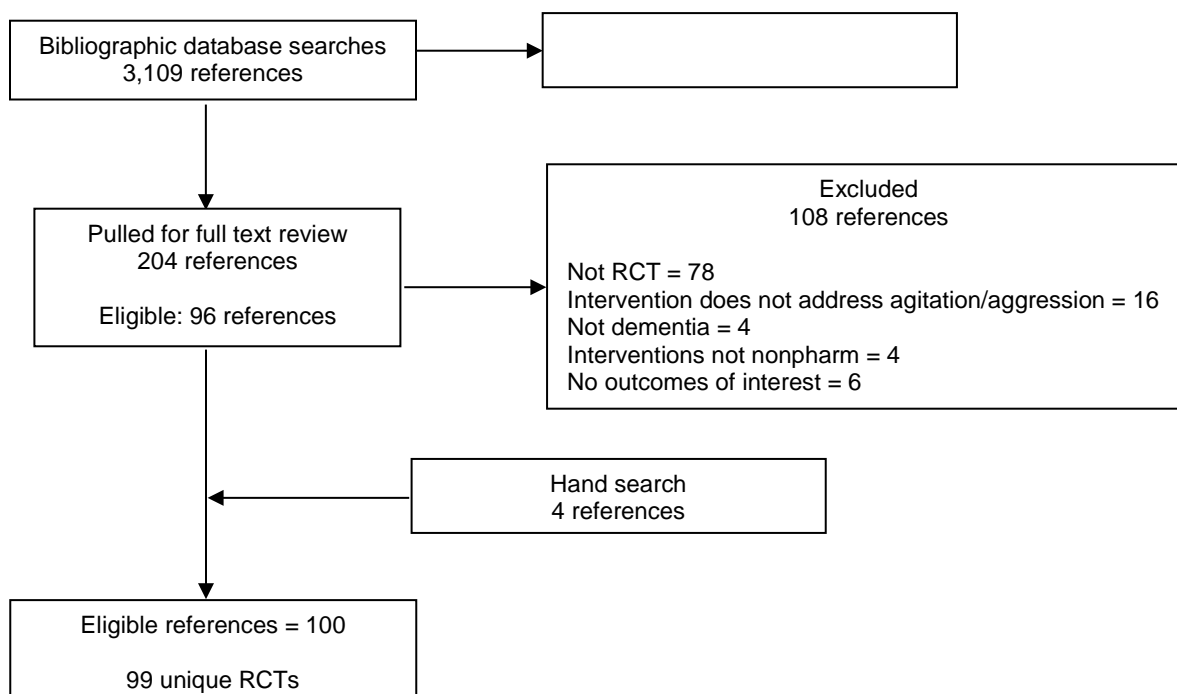 Bibliographic database searches
3,109 references
Pulled for full text review
204 references
Eligible: 96 references
Excluded
108 references
Not RCT = 78
Intervention does not address agitation/aggression = 16
Not dementia = 4
Interventions not nonpharm = 4
No outcomes of interest = 6
Hand search
4 references
Eligible references = 100
99 unique RCTs